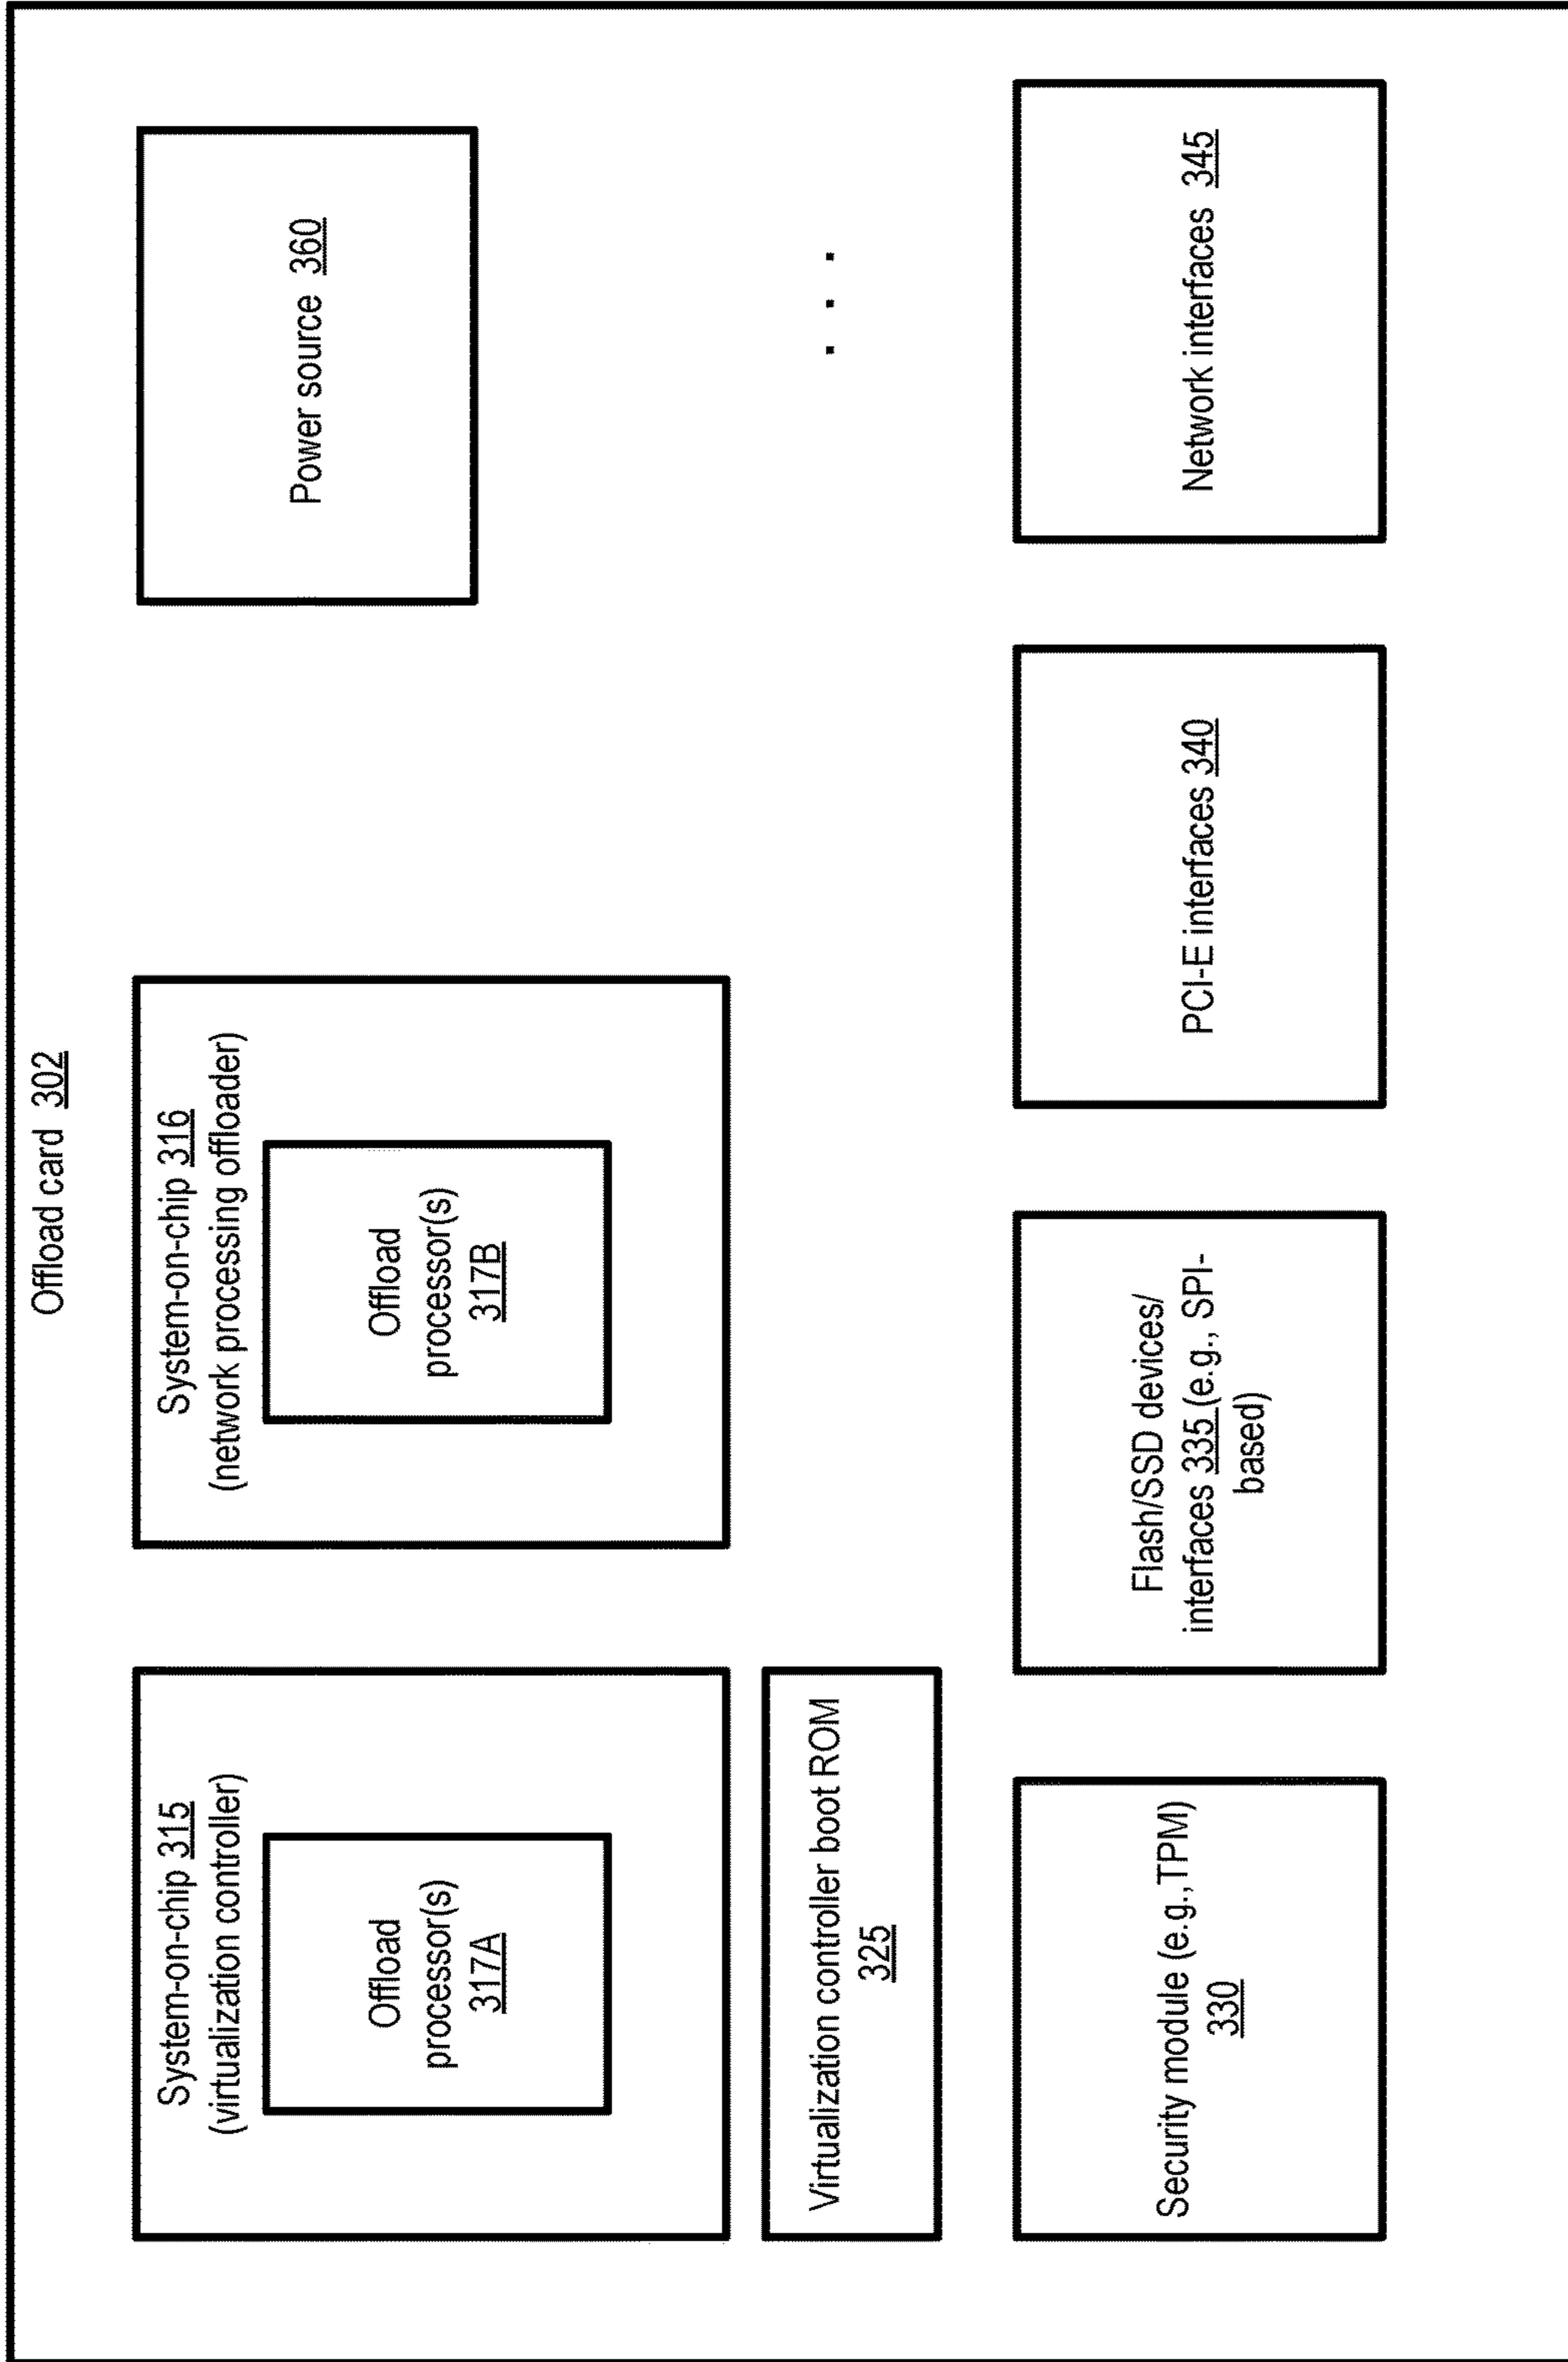 Offload card 302
System-on-chip 315
(virtualization controller)
Offload
processor(s)
317A
System-on-chip 316
(network processing offloader)
Offload
processor(s)
317B
Power source 360
Virtualization controller boot ROM
325
. . .
Security module (e.g.,TPM)
330
Flash/SSD devices/
interfaces 335 (e.g., SPI-
based)
PCI-E interfaces 340
Network interfaces 345